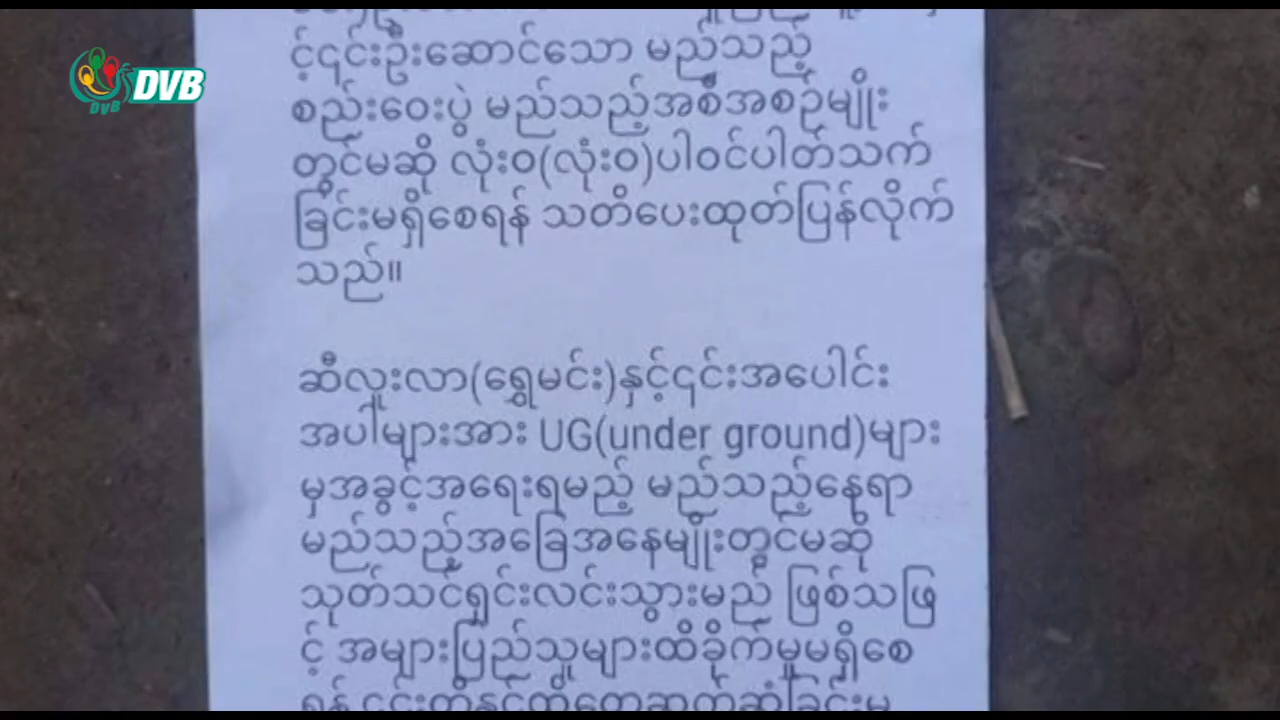 DVB
DVB
င့်၎င်းဦးဆောင်သော မည်သည့်
စည်းဝေးပွဲ မည်သည့်အစီအစဉ်မျိုး
တွင်မဆို လုံးဝ(လုံးဝ)ပါဝင်ပါတ်သက်
ခြင်းမရှိစေရန် သတိပေးထုတ်ပြန်လိုက်
သည်။
ဆီလူးလာ(ရွှေမင်း)နှင့်၎င်းအပေါင်း
အပါများအား UG(under ground)များ
မှအခွင့်အရေးရမည့် မည်သည့်နေရာ
မည်သည့်အခြေအနေမျိုးတွင်မဆို
သုတ်သင်ရှင်းလင်းသွားမည် ဖြစ်သဖြ
င့် အများပြည်သူများထိခိုက်မှုမရှိစေ